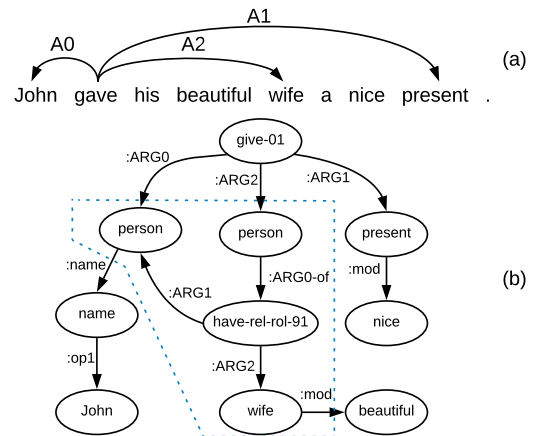 A1
A0 A2
(a)
John gave his beautiful wife a nice present .
give-01
:ARG0 :ARG2 :ARG1
person person present
:name :ARG1 :ARG0-of :mod
(b)
name have-rel-rol-91 nice
:op1 :ARG2 :mod
John wife beautiful